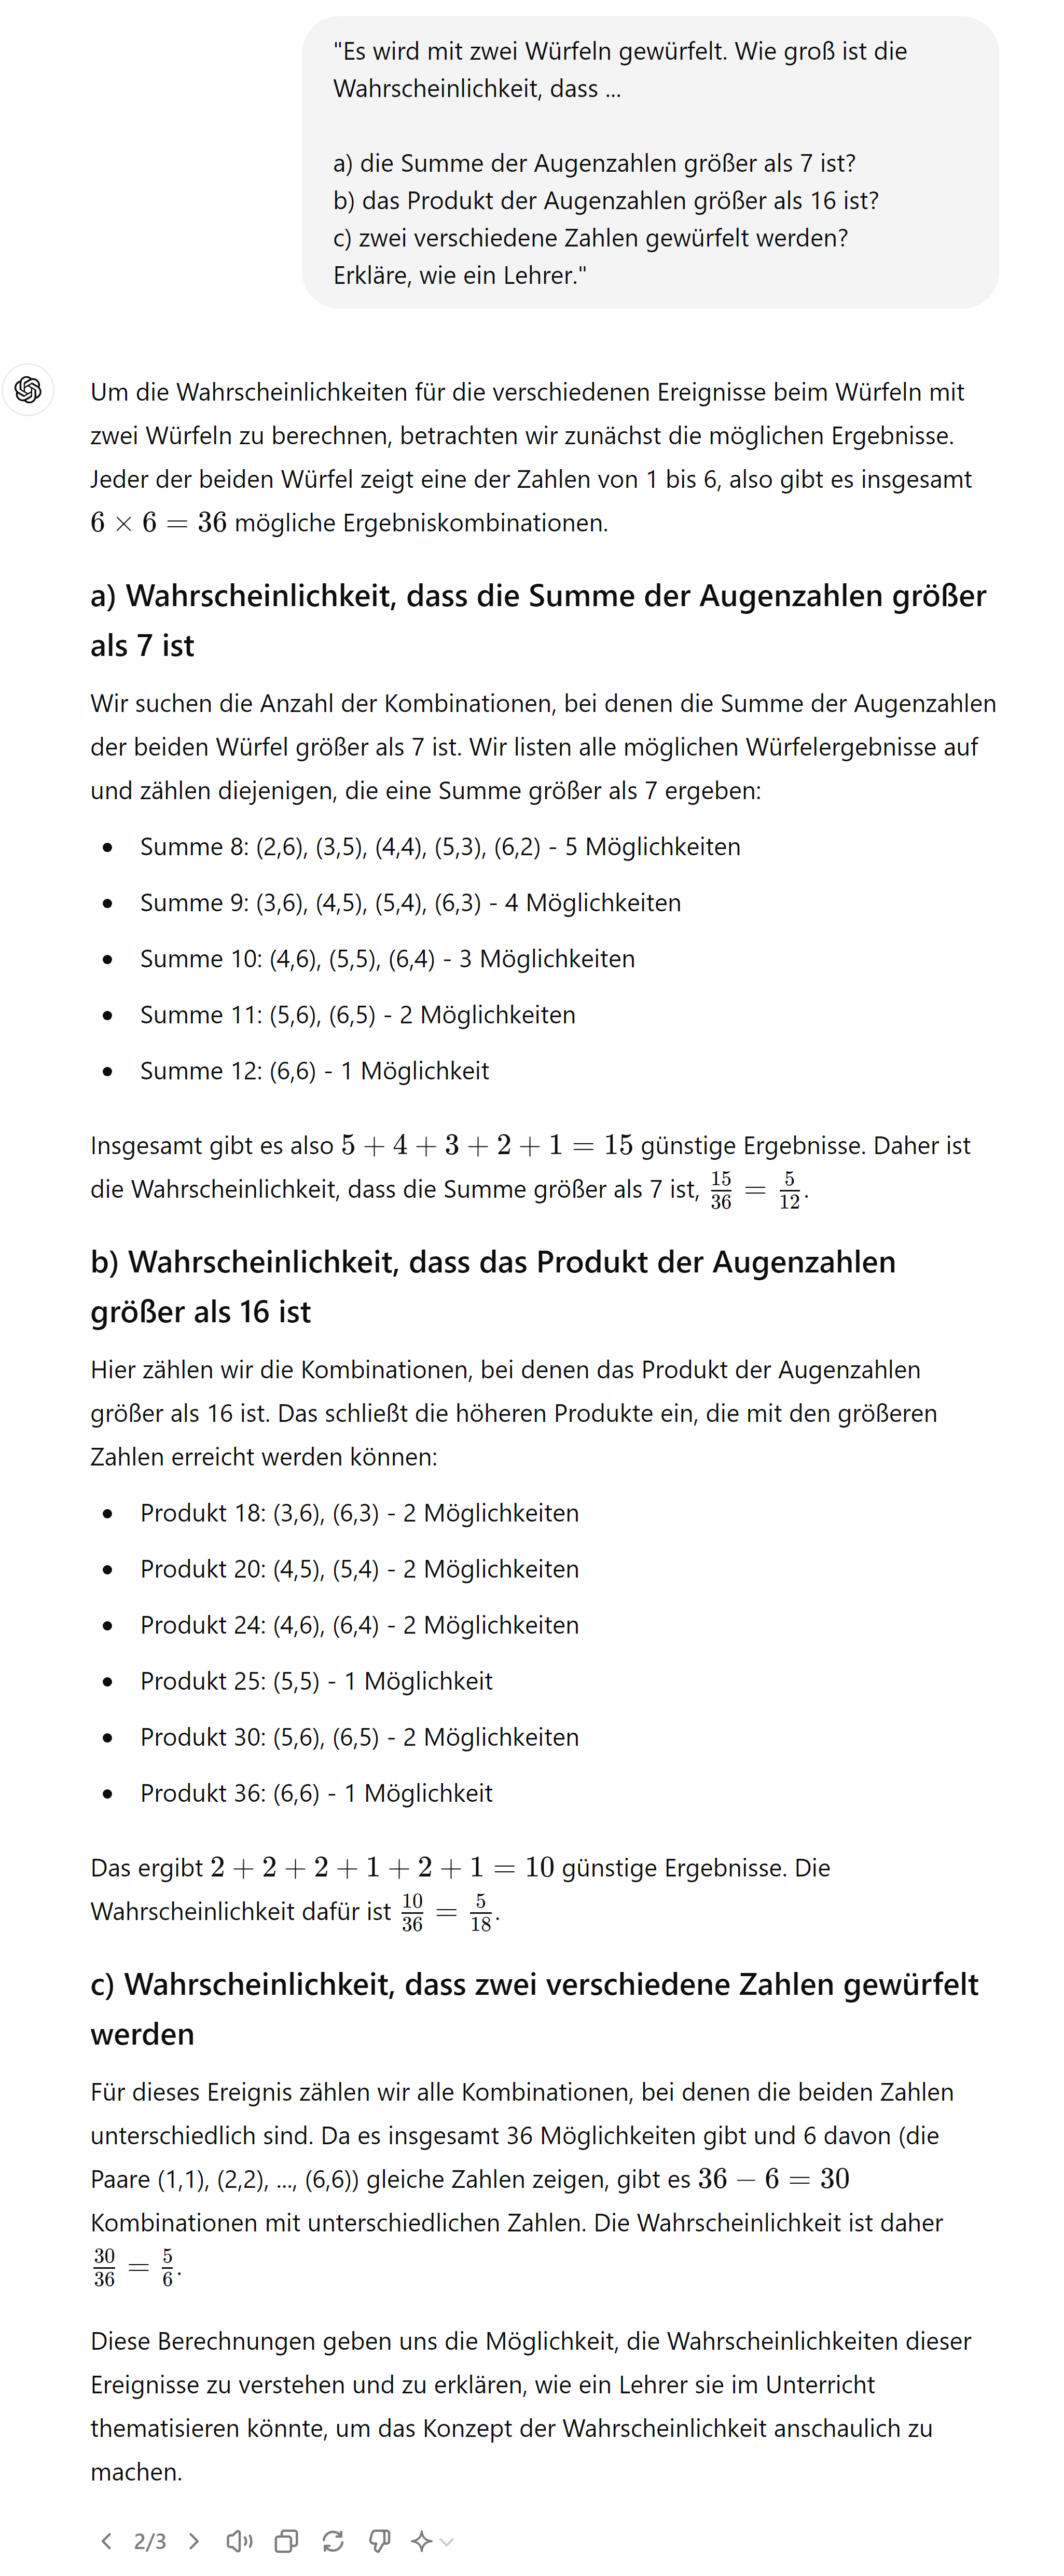 "Es wird mit zwei Würfeln gewürfelt. Wie groß ist die
Wahrscheinlichkeit, dass ...
a) die Summe der Augenzahlen größer als 7 ist?
b) das Produkt der Augenzahlen größer als 16 ist?
c) zwei verschiedene Zahlen gewürfelt werden?
Erkläre, wie ein Lehrer."
Um die Wahrscheinlichkeiten für die verschiedenen Ereignisse beim Würfeln mit
zwei Würfeln zu berechnen, betrachten wir zunächst die möglichen Ergebnisse.
Jeder der beiden Würfel zeigt eine der Zahlen von 1 bis 6, also gibt es insgesamt
6 × 6 = 36 mögliche Ergebniskombinationen.
a) Wahrscheinlichkeit, dass die Summe der Augenzahlen größer
als 7 ist
Wir suchen die Anzahl der Kombinationen, bei denen die Summe der Augenzahlen
der beiden Würfel größer als 7 ist. Wir listen alle möglichen Würfelergebnisse auf
und zählen diejenigen, die eine Summe größer als 7 ergeben:
• Summe 8: (2,6), (3,5), (4,4), (5,3), (6,2) - 5 Möglichkeiten
• Summe 9: (3,6), (4,5), (5,4), (6,3) - 4 Möglichkeiten
• Summe 10: (4,6), (5,5), (6,4) - 3 Möglichkeiten
• Summe 11: (5,6), (6,5) - 2 Möglichkeiten
• Summe 12: (6,6) - 1 Möglichkeit
Insgesamt gibt es also 5 + 4 + 3 + 2 + 1 = 15 günstige Ergebnisse. Daher ist
die Wahrscheinlichkeit, dass die Summe größer als 7 ist, 15/36 = 5/12.
b) Wahrscheinlichkeit, dass das Produkt der Augenzahlen
größer als 16 ist
Hier zählen wir die Kombinationen, bei denen das Produkt der Augenzahlen
größer als 16 ist. Das schließt die höheren Produkte ein, die mit den größeren
Zahlen erreicht werden können:
• Produkt 18: (3,6), (6,3) - 2 Möglichkeiten
• Produkt 20: (4,5), (5,4) - 2 Möglichkeiten
• Produkt 24: (4,6), (6,4) - 2 Möglichkeiten
• Produkt 25: (5,5) - 1 Möglichkeit
• Produkt 30: (5,6), (6,5) - 2 Möglichkeiten
• Produkt 36: (6,6) - 1 Möglichkeit
Das ergibt 2 + 2 + 2 + 1 + 2 + 1 = 10 günstige Ergebnisse. Die
Wahrscheinlichkeit dafür ist 10/36 = 5/18.
c) Wahrscheinlichkeit, dass zwei verschiedene Zahlen gewürfelt
werden
Für dieses Ereignis zählen wir alle Kombinationen, bei denen die beiden Zahlen
unterschiedlich sind. Da es insgesamt 36 Möglichkeiten gibt und 6 davon (die
Paare (1,1), (2,2), ..., (6,6)) gleiche Zahlen zeigen, gibt es 36 − 6 = 30
Kombinationen mit unterschiedlichen Zahlen. Die Wahrscheinlichkeit ist daher
30/36 = 5/6.
Diese Berechnungen geben uns die Möglichkeit, die Wahrscheinlichkeiten dieser
Ereignisse zu verstehen und zu erklären, wie ein Lehrer sie im Unterricht
thematisieren könnte, um das Konzept der Wahrscheinlichkeit anschaulich zu
machen.
2/3